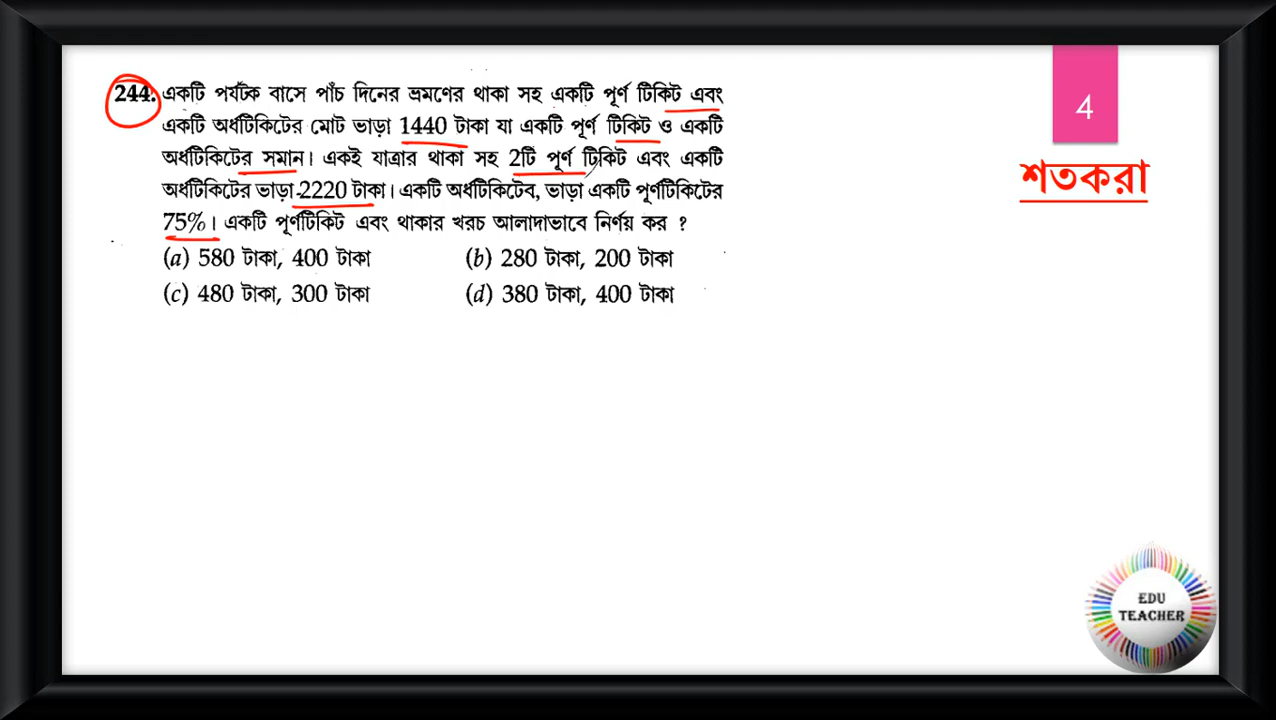 244. একটি পর্যটক বাসে পাঁচ দিনের ভ্রমণের থাকা সহ একটি পূর্ণ টিকিট এবং
একটি অর্ধটিকিটের মোট ভাড়া 1440 টাকা যা একটি পূর্ণ টিকিট ও একটি
অর্ধটিকিটের সমান। একই যাত্রার থাকা সহ 2টি পূর্ণ টিকিট এবং একটি
অর্ধটিকিটের ভাড়া 2220 টাকা। একটি অর্ধটিকিটেব, ভাড়া একটি পূর্ণটিকিটের
75%। একটি পূর্ণটিকিট এবং থাকার খরচ আলাদাভাবে নির্ণয় কর ?
(a) 580 টাকা, 400 টাকা (b) 280 টাকা, 200 টাকা
(c) 480 টাকা, 300 টাকা (d) 380 টাকা, 400 টাকা
4
শতকরা
EDU
TEACHER